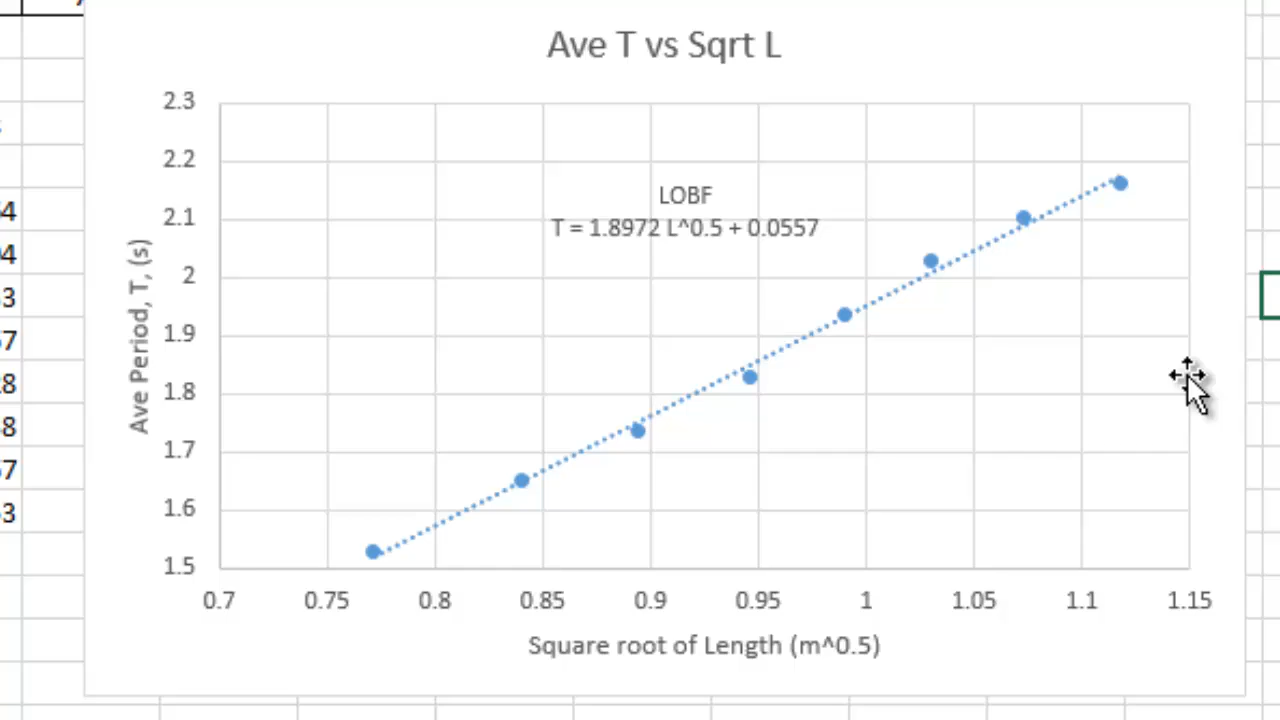 Ave T vs Sqrt L
2.3
2.2
2.1
2
1.9
1.8
1.7
1.6
1.5
Ave Period, T, (s)
LOBF
T = 1.8972 L^0.5 + 0.0557
0.7 0.75 0.8 0.85 0.9 0.95 1 1.05 1.1 1.15
Square root of Length (m^0.5)